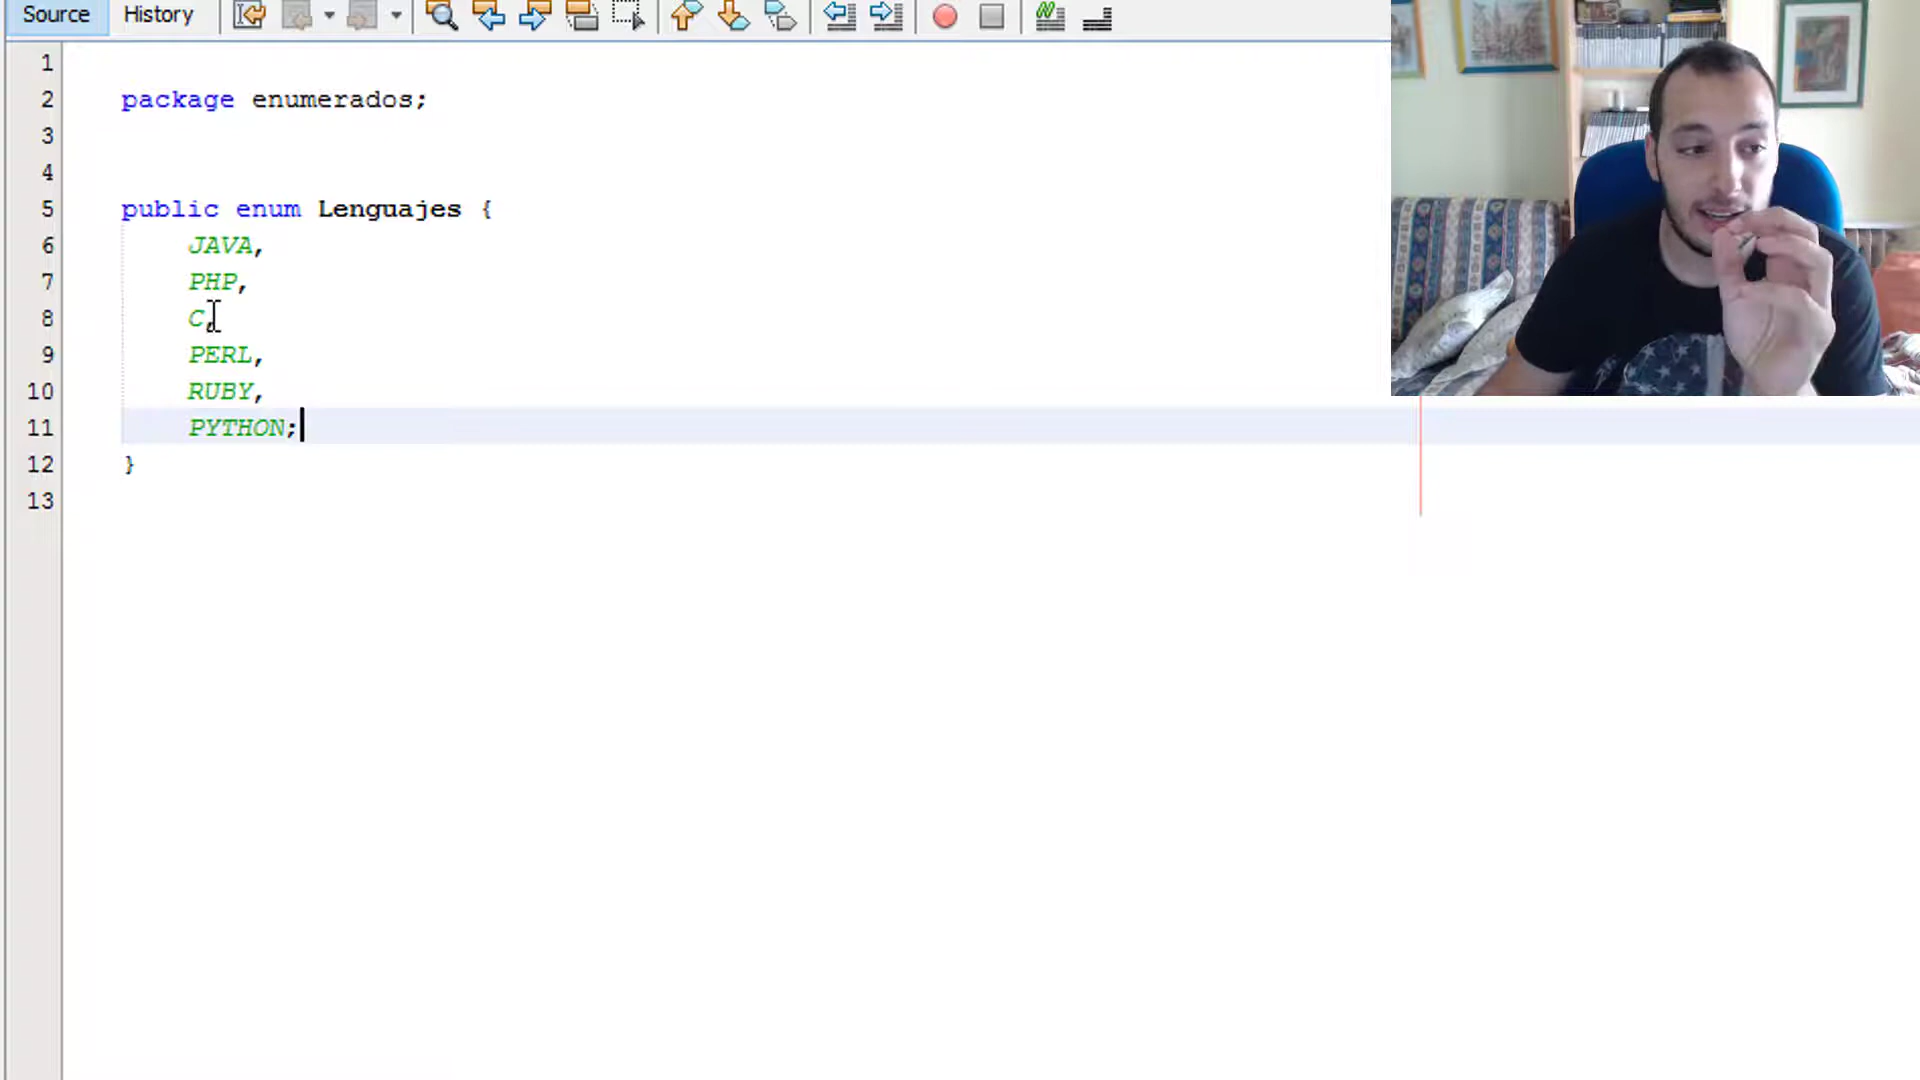 Source History
1
2 package enumerados;
3
4
5 public enum Lenguajes {
6 JAVA,
7 PHP,
8 C,
9 PERL,
10 RUBY,
11 PYTHON;
12 }
13